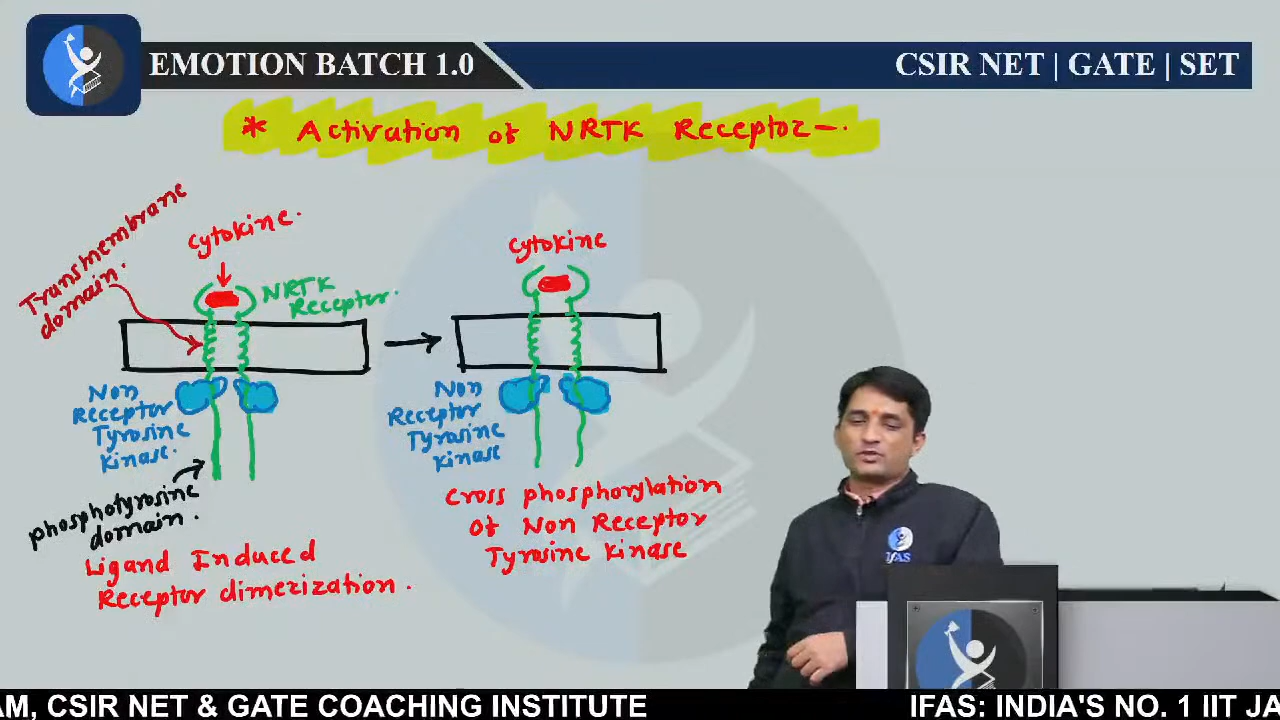 EMOTION BATCH 1.0
CSIR NET | GATE | SET
* Activation of NRTK Receptor-.
Transmembrane
domain.
Cytokine.
NRTK
Receptor.
Non
Receptor
Tyrosine
kinase.
phosphotyrosine
domain.
Ligand Induced
Receptor dimerization.
Cytokine
Non
Receptor
Tyrosine
kinase
Cross phosphorylation
Of Non Receptor
Tyrosine kinase
IFAS
AM, CSIR NET & GATE COACHING INSTITUTE
IFAS: INDIA'S NO. 1 IIT JA